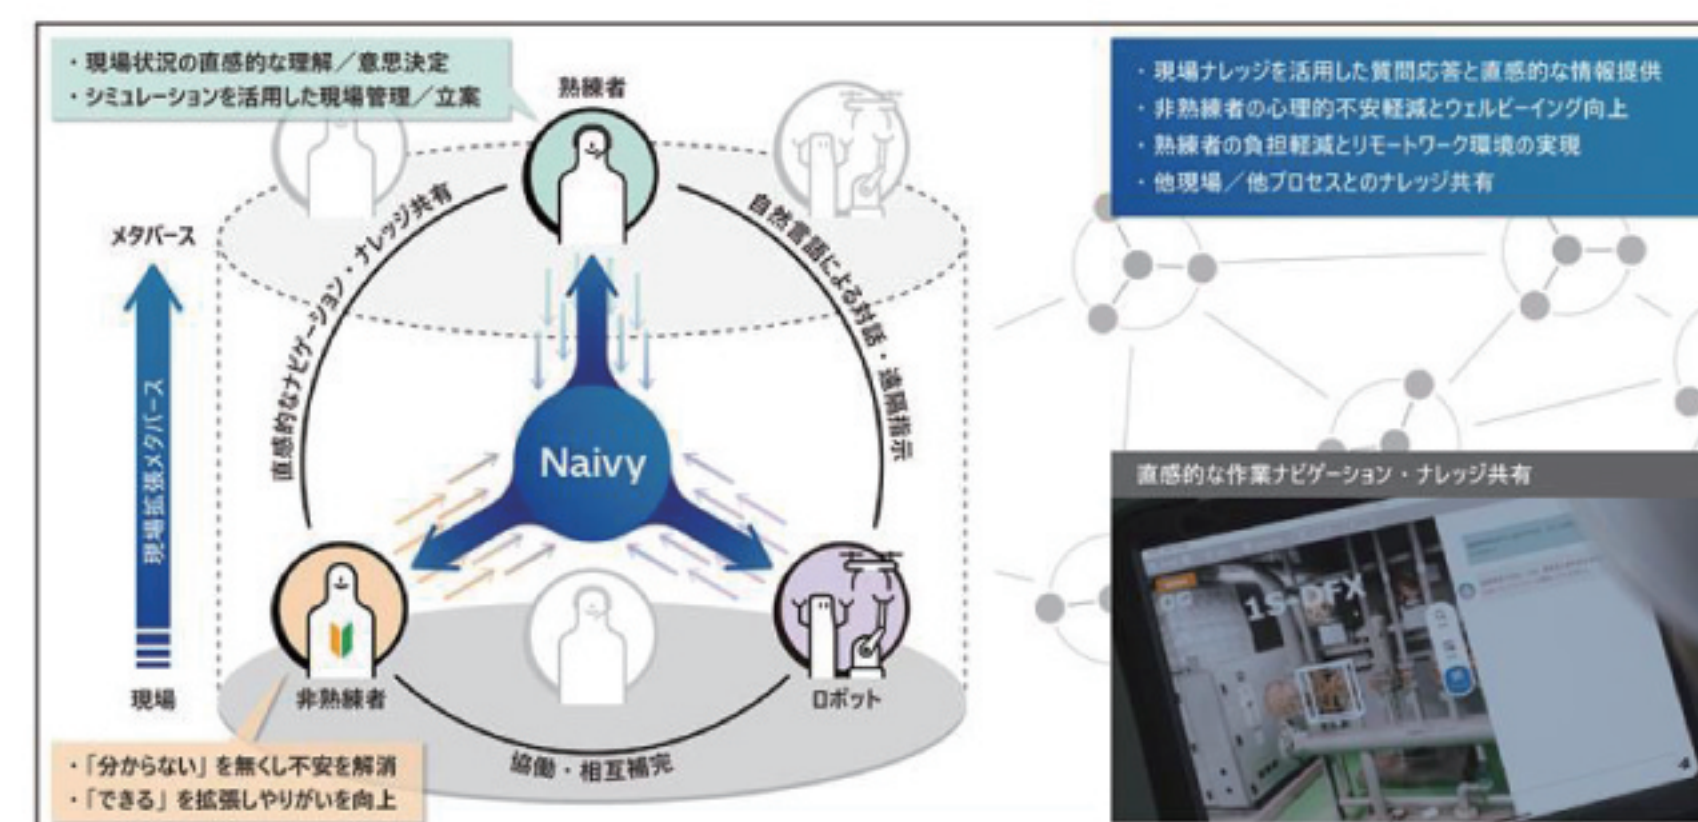 ・現場状況の直感的な理解／意思決定
・シミュレーションを活用した現場管理／立案
熟練者
・現場ナレッジを活用した質問応答と直感的な情報提供
・非熟練者の心理的不安軽減とウェルビーイング向上
・熟練者の負担軽減とリモートワーク環境の実現
・他現場／他プロセスとのナレッジ共有
メタバース
直感的なナビゲーション・ナレッジ共有
自然言語による対話・遠隔指示
現場拡張メタバース
Naivy
直感的な作業ナビゲーション・ナレッジ共有
1S-DFX
現場
非熟練者
ロボット
協働・相互補完
・「分からない」を無くし不安を解消
・「できる」を拡張しやりがいを向上